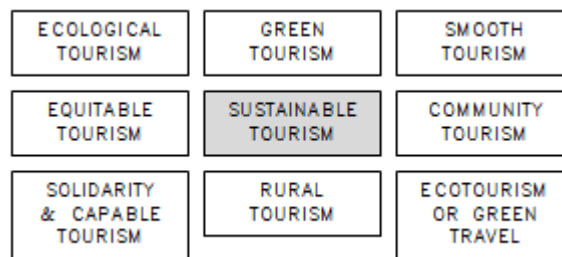 ECOLOGICAL
TOURISM
GREEN
TOURISM
SMOOTH
TOURISM
EQUITABLE
TOURISM
SUSTAINABLE
TOURISM
COMMUNITY
TOURISM
SOLIDARITY
& CAPABLE
TOURISM
RURAL
TOURISM
ECOTOURISM
OR GREEN
TRAVEL